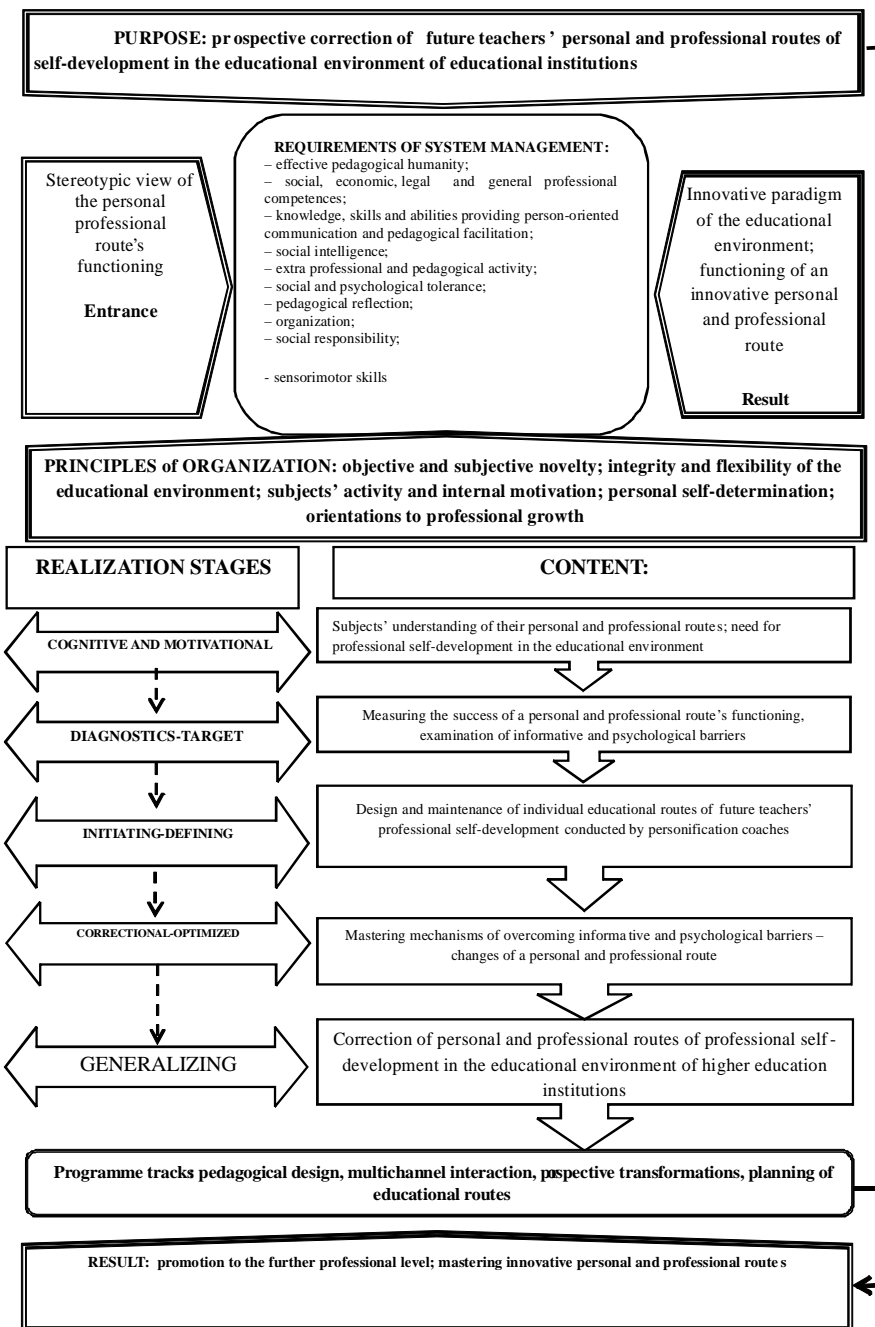 PURPOSE: prospective correction of future teachers' personal and professional routes of
self-development in the educational environment of educational institutions
Stereotypic view of
the personal
professional
route's
functioning
Entrance
REQUIREMENTS OF SYSTEM MANAGEMENT:
– effective pedagogical humanity;
– social, economic, legal and general professional
competences;
– knowledge, skills and abilities providing person-oriented
communication and pedagogical facilitation;
– social intelligence;
– extra professional and pedagogical activity;
– social and psychological tolerance;
– pedagogical reflection;
– organization;
– social responsibility;
- sensorimotor skills
Innovative paradigm
of the educational
environment;
functioning of an
innovative personal
and professional
route
Result
PRINCIPLES of ORGANIZATION: objective and subjective novelty; integrity and flexibility of the
educational environment; subjects' activity and internal motivation; personal self-determination;
orientations to professional growth
REALIZATION STAGES
CONTENT:
COGNITIVE AND MOTIVATIONAL
Subjects' understanding of their personal and professional routes; need for
professional self-development in the educational environment
DIAGNOSTICS-TARGET
Measuring the success of a personal and professional route's functioning,
examination of informative and psychological barriers
INITIATING-DEFINING
Design and maintenance of individual educational routes of future teachers'
professional self-development conducted by personification coaches
CORRECTIONAL-OPTIMIZED
Mastering mechanisms of overcoming informative and psychological barriers –
changes of a personal and professional route
GENERALIZING
Correction of personal and professional routes of professional self-
development in the educational environment of higher education
institutions
Programme tracks: pedagogical design, multichannel interaction, prospective transformations, planning of
educational routes
RESULT: promotion to the further professional level; mastering innovative personal and professional routes